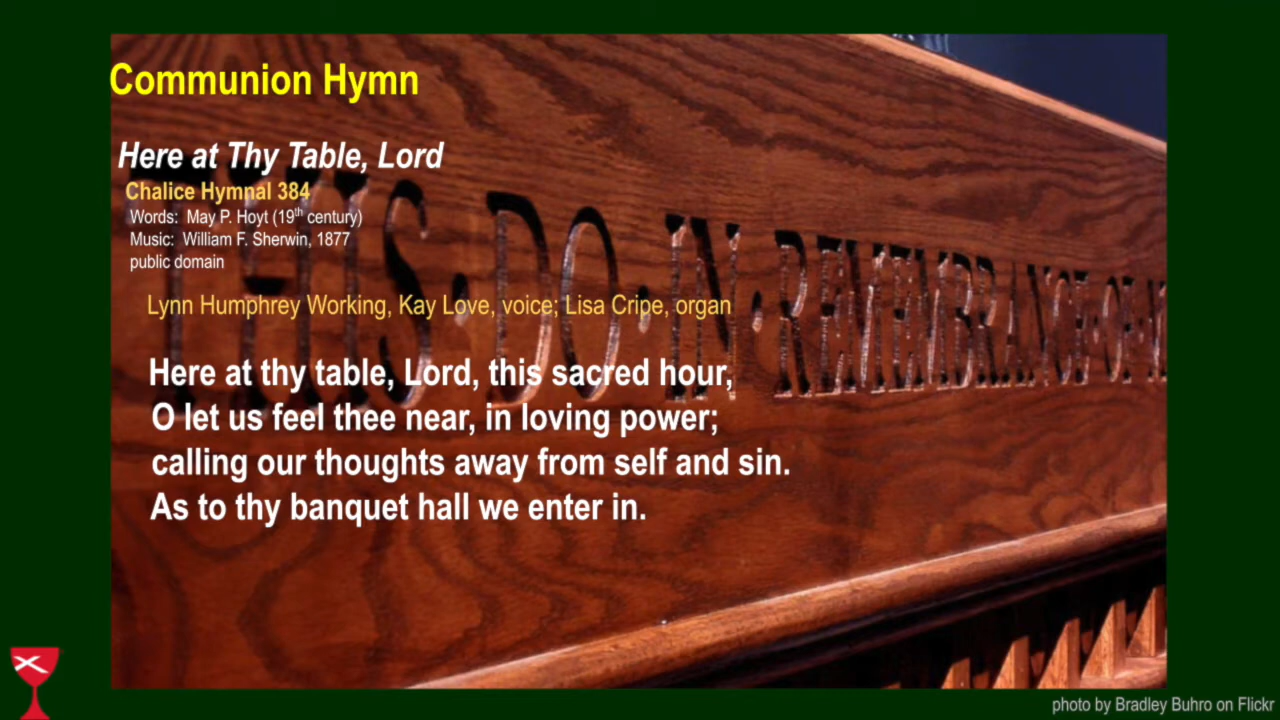 Communion Hymn
Here at Thy Table, Lord
Chalice Hymnal 384
Words: May P. Hoyt (19th century)
Music: William F. Sherwin, 1877
public domain
Lynn Humphrey Working, Kay Love, voice; Lisa Cripe, organ
THIS·DO·IN·REMEMBRANCE·OF·
Here at thy table, Lord, this sacred hour,
O let us feel thee near, in loving power;
calling our thoughts away from self and sin.
As to thy banquet hall we enter in.
photo by Bradley Buhro on Flickr